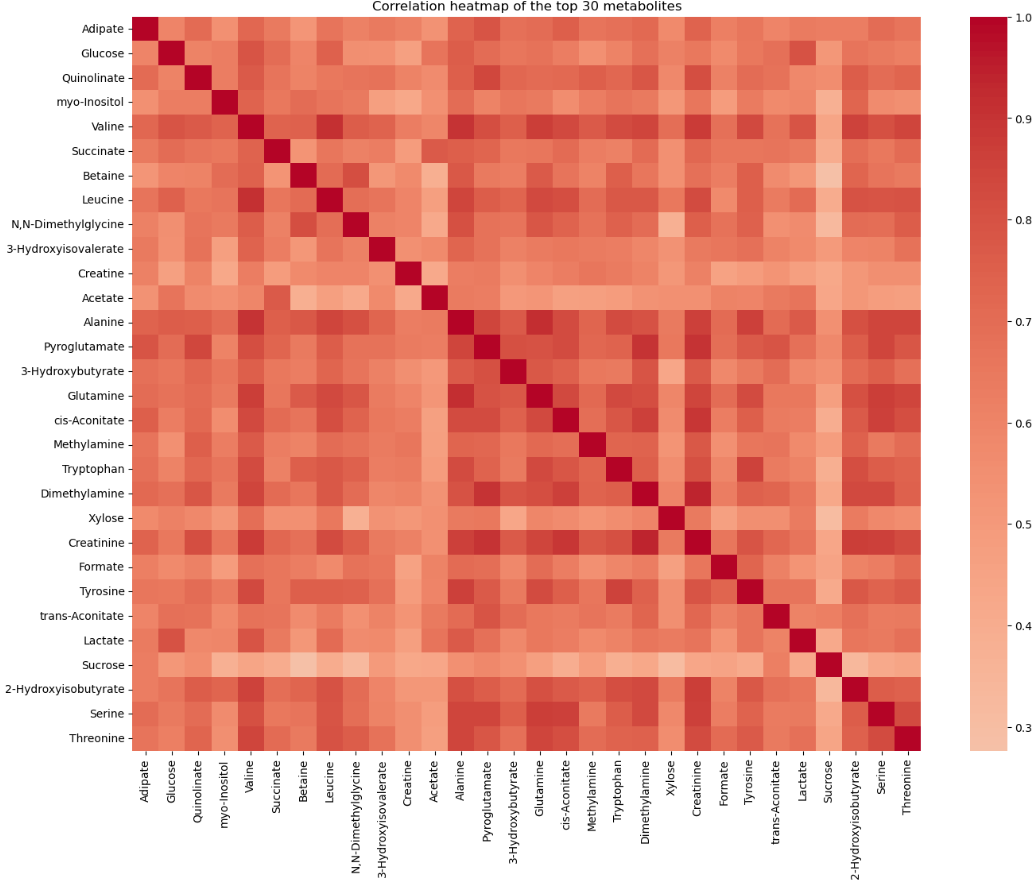 Correlation heatmap of the top 30 metabolites
Adipate
Glucose
Quinolinate
myo-Inositol
Valine
Succinate
Betaine
Leucine
N,N-Dimethylglycine
3-Hydroxyisovalerate
Creatine
Acetate
Alanine
Pyroglutamate
3-Hydroxybutyrate
Glutamine
cis-Aconitate
Methylamine
Tryptophan
Dimethylamine
Xylose
Creatinine
Formate
Tyrosine
trans-Aconitate
Lactate
Sucrose
2-Hydroxyisobutyrate
Serine
Threonine
Adipate
Glucose
Quinolinate
myo-Inositol
Valine
Succinate
Betaine
Leucine
N,N-Dimethylglycine
3-Hydroxyisovalerate
Creatine
Acetate
Alanine
Pyroglutamate
3-Hydroxybutyrate
Glutamine
cis-Aconitate
Methylamine
Tryptophan
Dimethylamine
Xylose
Creatinine
Formate
Tyrosine
trans-Aconitate
Lactate
Sucrose
2-Hydroxyisobutyrate
Serine
Threonine
1.0
0.9
0.8
0.7
0.6
0.5
0.4
0.3